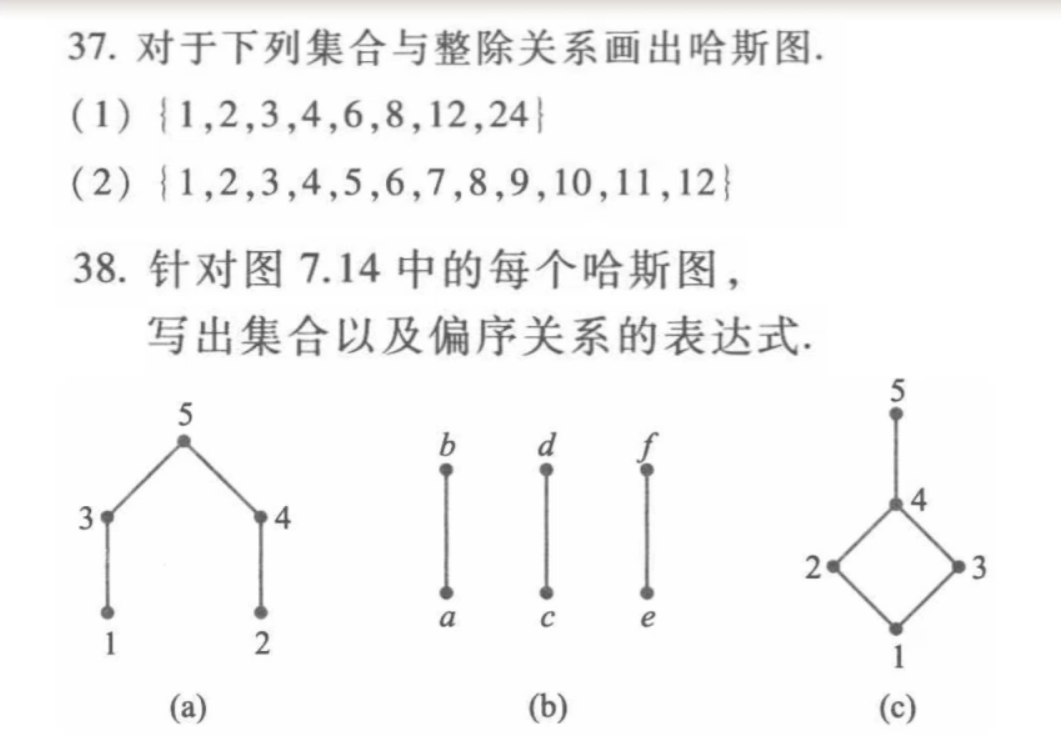 37. 对于下列集合与整除关系画出哈斯图.
(1) {1,2,3,4,6,8,12,24}
(2) {1,2,3,4,5,6,7,8,9,10,11,12}
38. 针对图 7.14 中的每个哈斯图，
写出集合以及偏序关系的表达式.
5
3 4
1 2
(a)
b d f
a c e
(b)
5
4
2 3
1
(c)